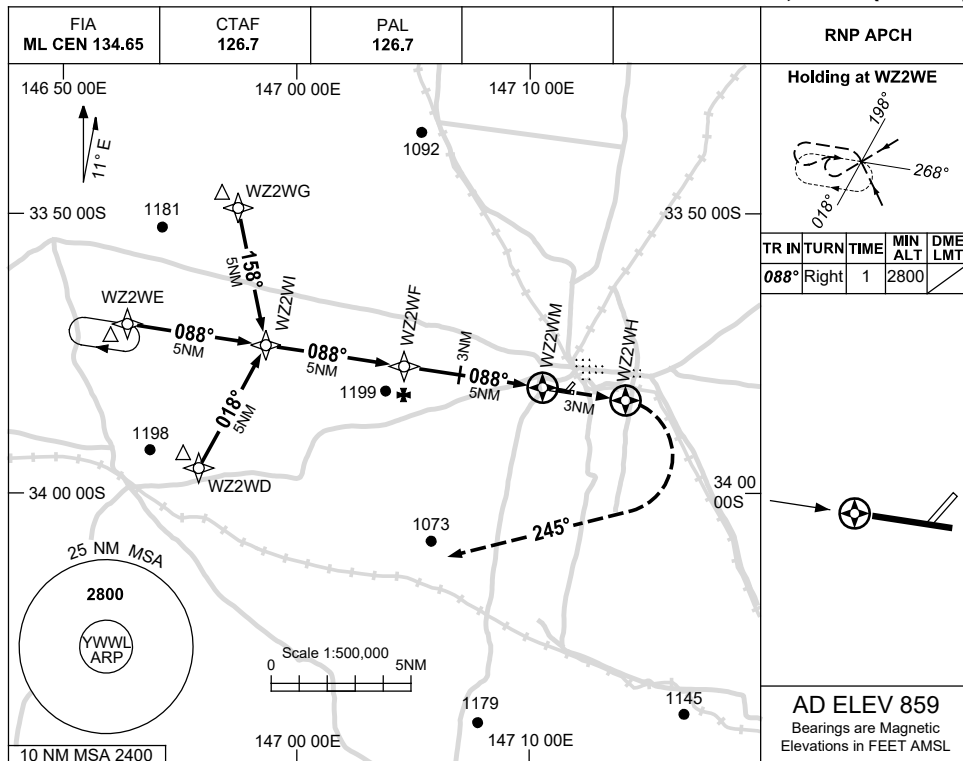 FIA
ML CEN 134.65
CTAF
126.7
PAL
126.7
RNP APCH
146 50 00E
147 00 00E
147 10 00E
11° E
1092
WZ2WG
1181
33 50 00S
33 50 00S
158°
5NM
WZ2WE
088°
5NM
WZ2WI
088°
5NM
WZ2WF
3NM
088°
5NM
WZ2WM
WZ2WH
3NM
1199
018°
5NM
1198
WZ2WD
34 00 00S
34 00
00S
245°
1073
25 NM MSA
2800
YWWL
ARP
Scale 1:500,000
0
5NM
1179
1145
10 NM MSA 2400
147 00 00E
147 10 00E
Holding at WZ2WE
198°
268°
018°
TR IN TURN TIME MIN ALT DME LMT
088° Right 1 2800
AD ELEV 859
Bearings are Magnetic
Elevations in FEET AMSL